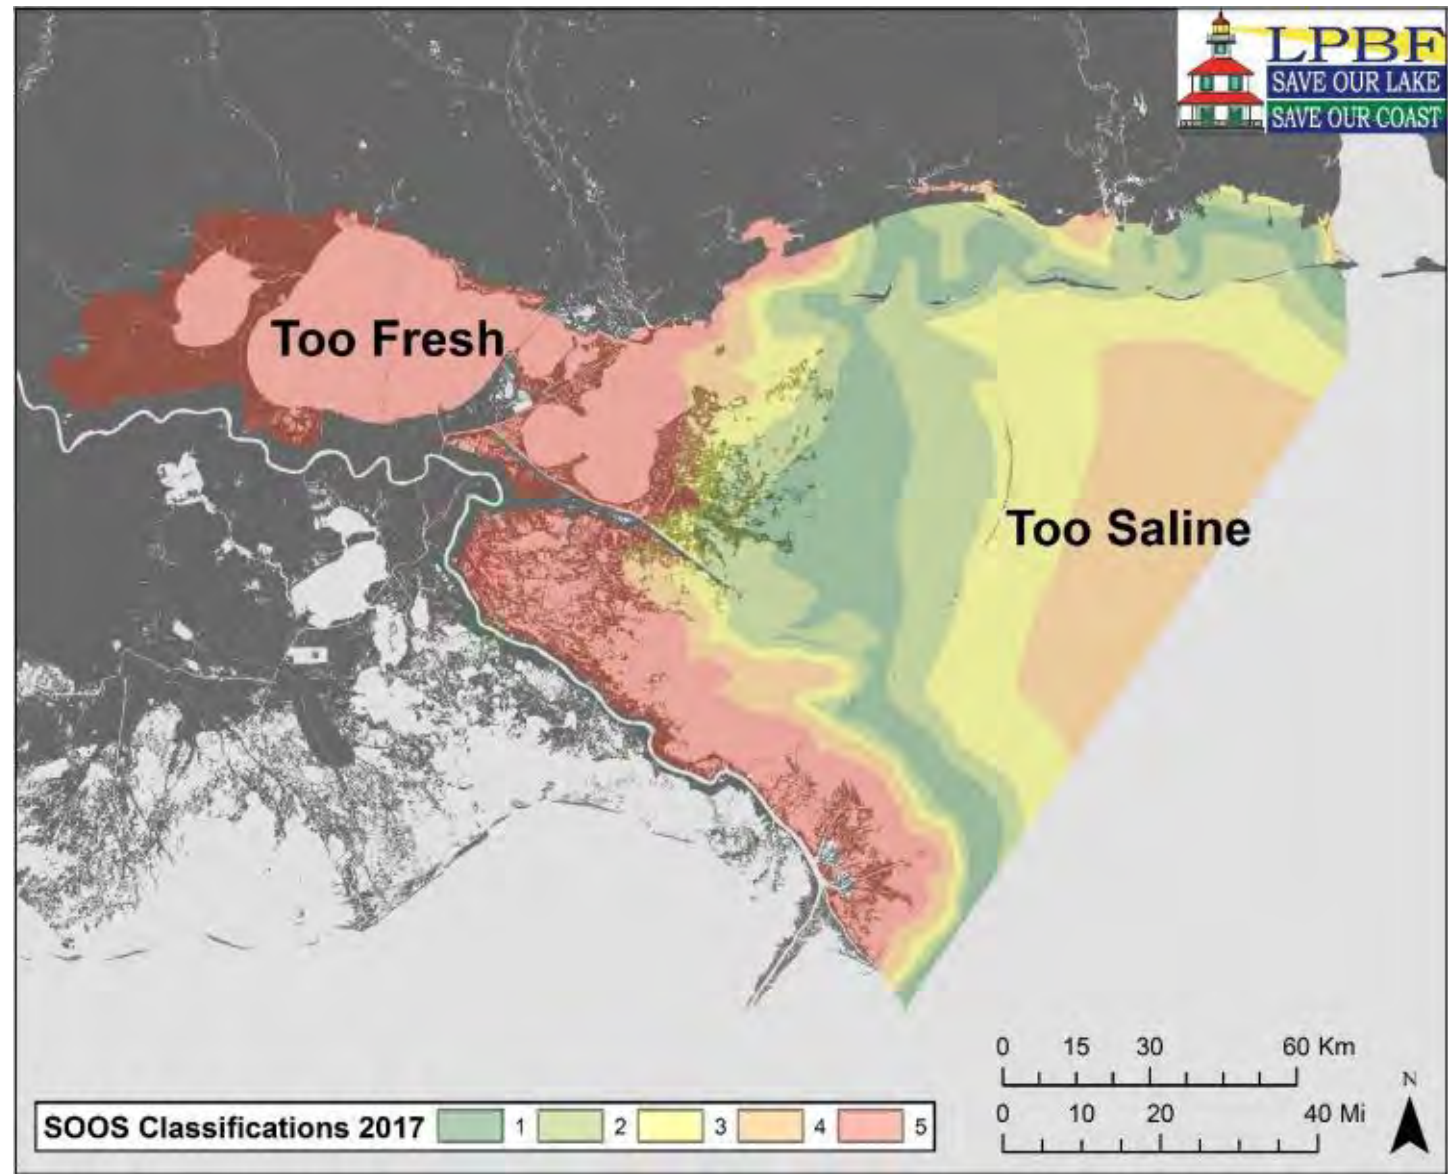 LPBF
SAVE OUR LAKE
SAVE OUR COAST
Too Fresh
Too Saline
0 15 30 60 Km
N
0 10 20 40 Mi
SOOS Classifications 2017 1 2 3 4 5